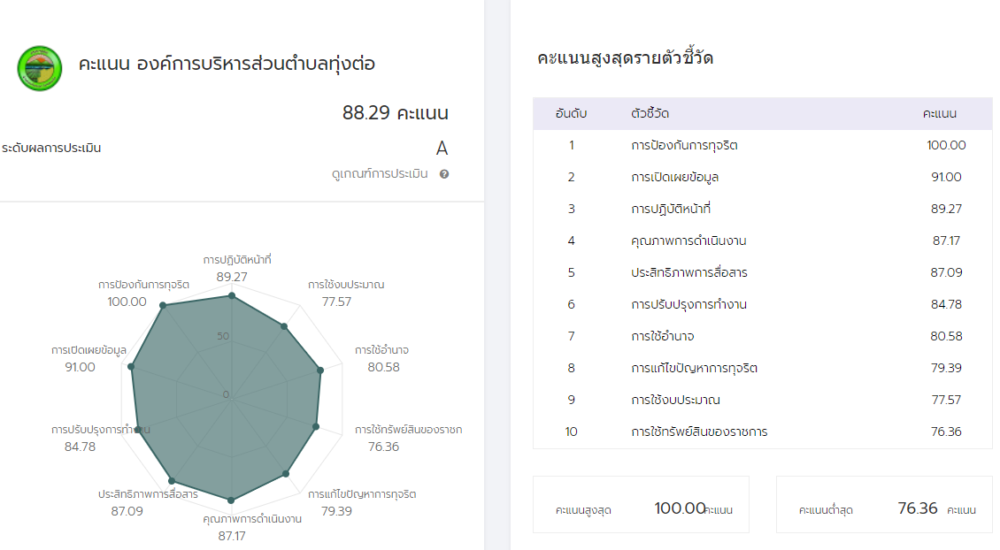 คะแนน องค์การบริหารส่วนตำบลทุ่งต่อ
88.29 คะแนน
ระดับผลการประเมิน
A
ดูเกณฑ์การประเมิน ?
การปฏิบัติหน้าที่
89.27
การป้องกันการทุจริต
100.00
การใช้งบประมาณ
77.57
50
การเปิดเผยข้อมูล
91.00
การใช้อำนาจ
80.58
0
การปรับปรุงการทำงาน
84.78
การใช้ทรัพย์สินของราชก
76.36
ประสิทธิภาพการสื่อสาร
87.09
การแก้ไขปัญหาการทุจริต
79.39
คุณภาพการดำเนินงาน
87.17
คะแนนสูงสุดรายตัวชี้วัด
อันดับ ตัวชี้วัด คะแนน
1 การป้องกันการทุจริต 100.00
2 การเปิดเผยข้อมูล 91.00
3 การปฏิบัติหน้าที่ 89.27
4 คุณภาพการดำเนินงาน 87.17
5 ประสิทธิภาพการสื่อสาร 87.09
6 การปรับปรุงการทำงาน 84.78
7 การใช้อำนาจ 80.58
8 การแก้ไขปัญหาการทุจริต 79.39
9 การใช้งบประมาณ 77.57
10 การใช้ทรัพย์สินของราชการ 76.36
คะแนนสูงสุด 100.00 คะแนน
คะแนนต่ำสุด 76.36 คะแนน